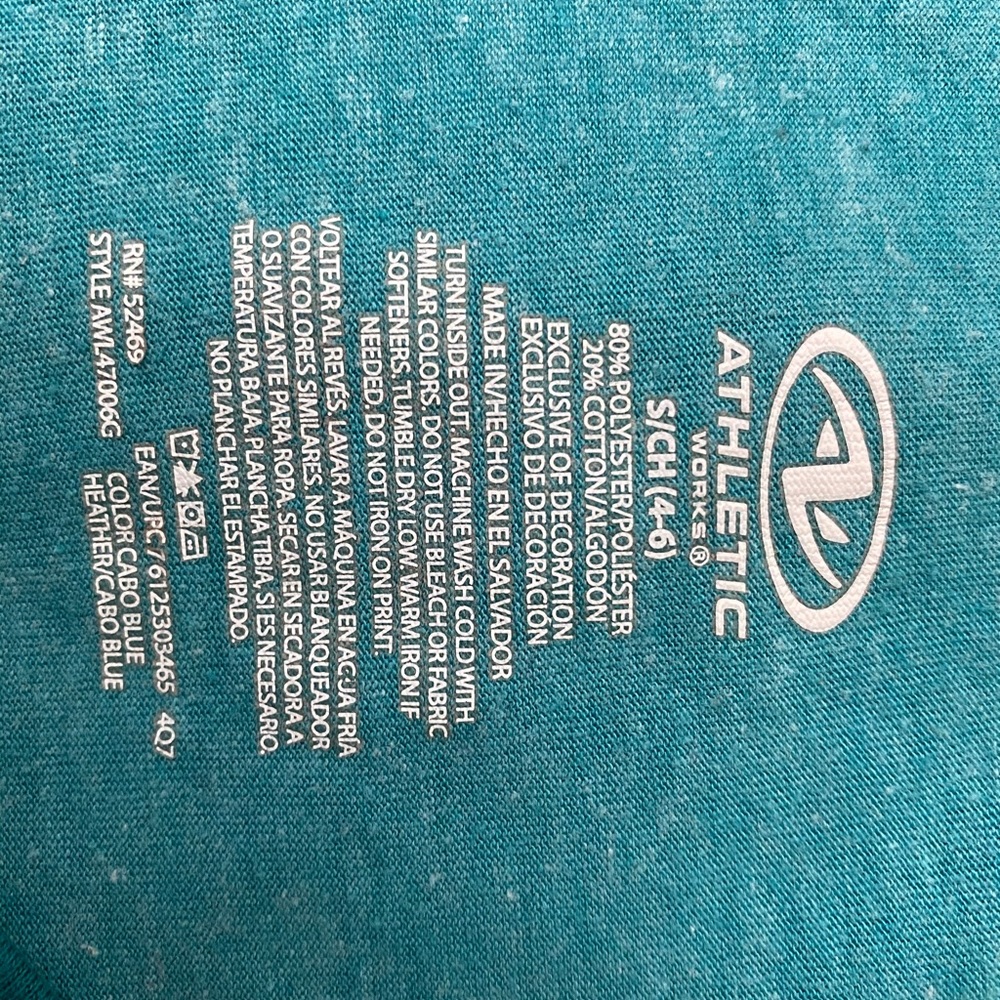 ATHLETIC
WORKS®
S/CH (4-6)
80% POLYESTER/POLIÉSTER
20% COTTON/ALGODÓN
EXCLUSIVE OF DECORATION
EXCLUSIVO DE DECORACIÓN
MADE IN/HECHO EN EL SALVADOR
TURN INSIDE OUT. MACHINE WASH COLD WITH
SIMILAR COLORS. DO NOT USE BLEACH OR FABRIC
SOFTENERS. TUMBLE DRY LOW. WARM IRON IF
NEEDED. DO NOT IRON ON PRINT.
VOLTEAR AL REVÉS. LAVAR A MÁQUINA EN AGUA FRÍA
CON COLORES SIMILARES. NO USAR BLANQUEADOR
O SUAVIZANTE PARA ROPA. SECAR EN SECADORA A
TEMPERATURA BAJA. PLANCHA TIBIA, SI ES NECESARIO.
NO PLANCHAR EL ESTAMPADO.
RN# 52469
STYLE AWL47006G
EAN/UPC 761253034​65 4Q7
COLOR CABO BLUE
HEATHER/CABO BLUE